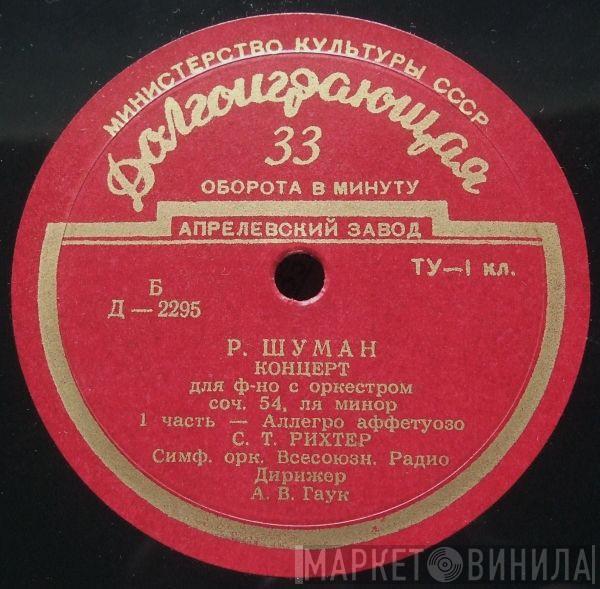 МИНИСТЕРСТВО КУЛЬТУРЫ СССР
Долгоиграющая
33
ОБОРОТА В МИНУТУ
АПРЕЛЕВСКИЙ ЗАВОД
ТУ—1 кл.
Б
Д — 2295
Р. ШУМАН
КОНЦЕРТ
для ф-но с оркестром
соч. 54, ля минор
1 часть — Аллегро аффетуозо
С. Т. РИХТЕР
Симф. орк. Всесоюзн. Радио
Дирижер
А. В. Гаук
МАРКЕТ ВИНИЛА